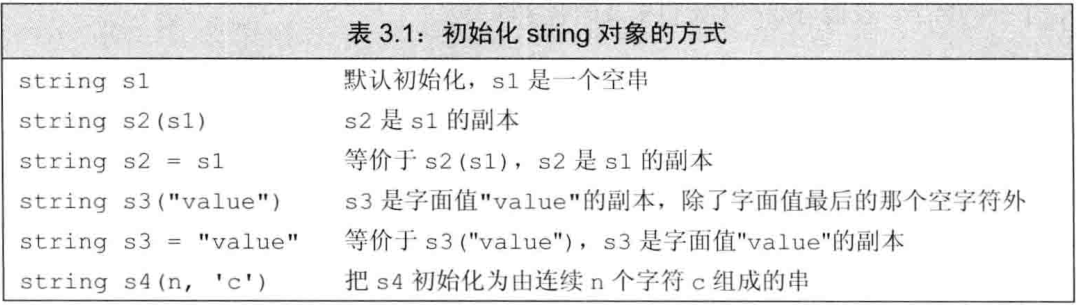 表 3.1：初始化 string 对象的方式
string s1 默认初始化，s1 是一个空串
string s2(s1) s2 是 s1 的副本
string s2 = s1 等价于 s2(s1)，s2 是 s1 的副本
string s3("value") s3 是字面值"value"的副本，除了字面值最后的那个空字符外
string s3 = "value" 等价于 s3("value")，s3 是字面值"value"的副本
string s4(n, 'c') 把 s4 初始化为由连续 n 个字符 c 组成的串